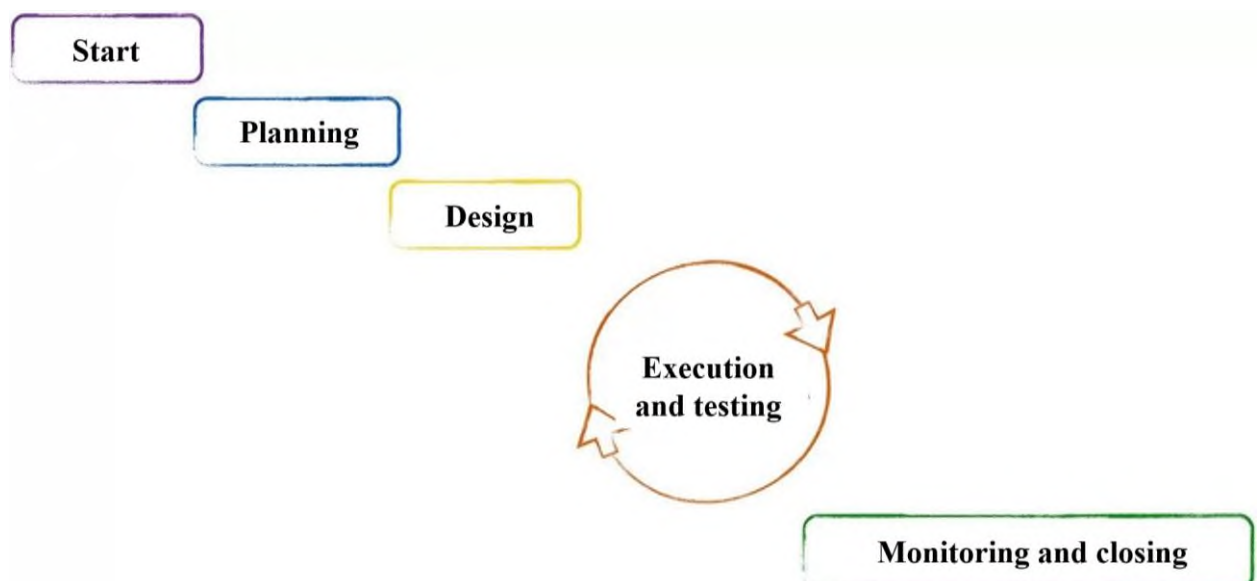 Start
Planning
Design
Execution
and testing
Monitoring and closing